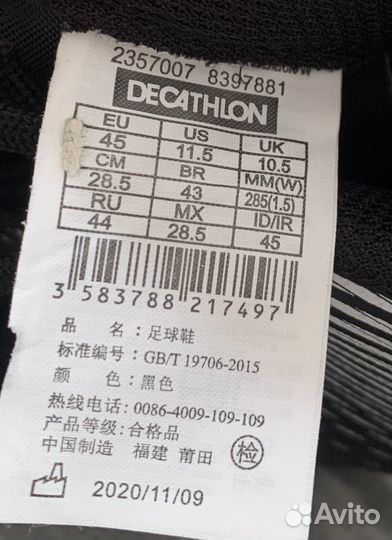 2357007 8397881
DECATHLON
EU US UK
45 11.5 10.5
CM BR MM(W)
28.5 43 285(1.5)
RU MX ID/IR
44 28.5 45
3 583788 217497
品 名：足球鞋
标准编号：GB/T 19706-2015
颜 色：黑色
热线电话：0086-4009-109-109
产品等级：合格品
中国制造 福建 莆田 检
2020/11/09
Avito